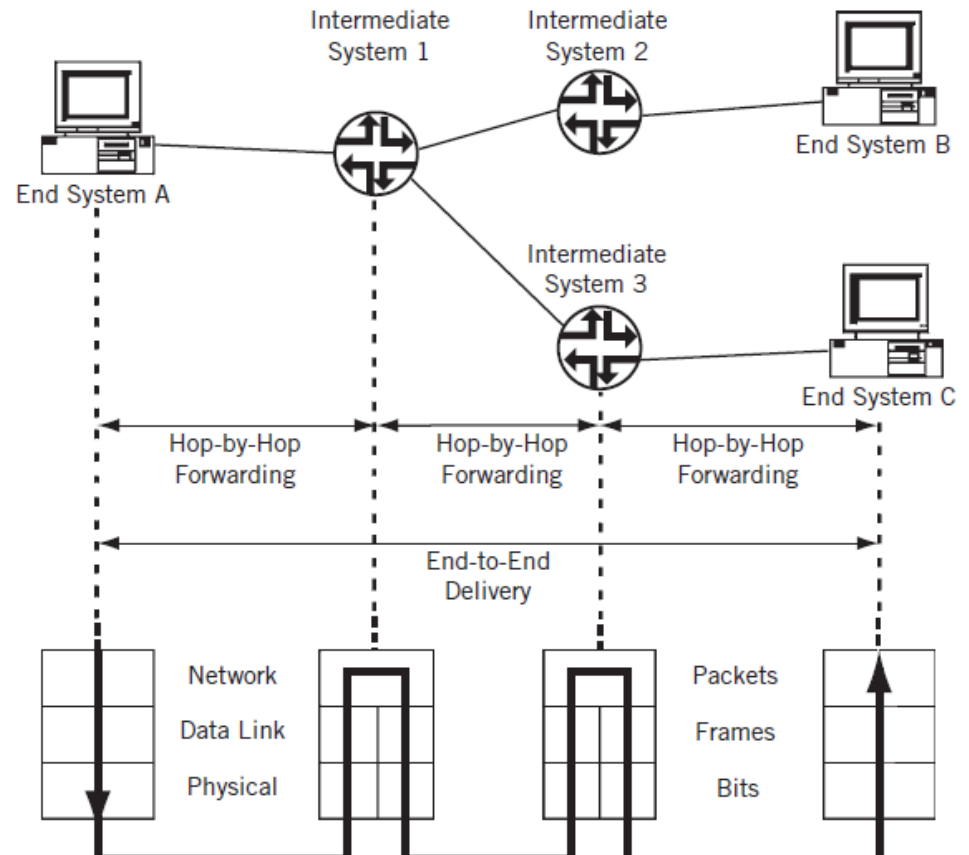 Intermediate
System 1
Intermediate
System 2
End System A
End System B
Intermediate
System 3
End System C
Hop-by-Hop
Forwarding
Hop-by-Hop
Forwarding
Hop-by-Hop
Forwarding
End-to-End
Delivery
Network
Packets
Data Link
Frames
Physical
Bits